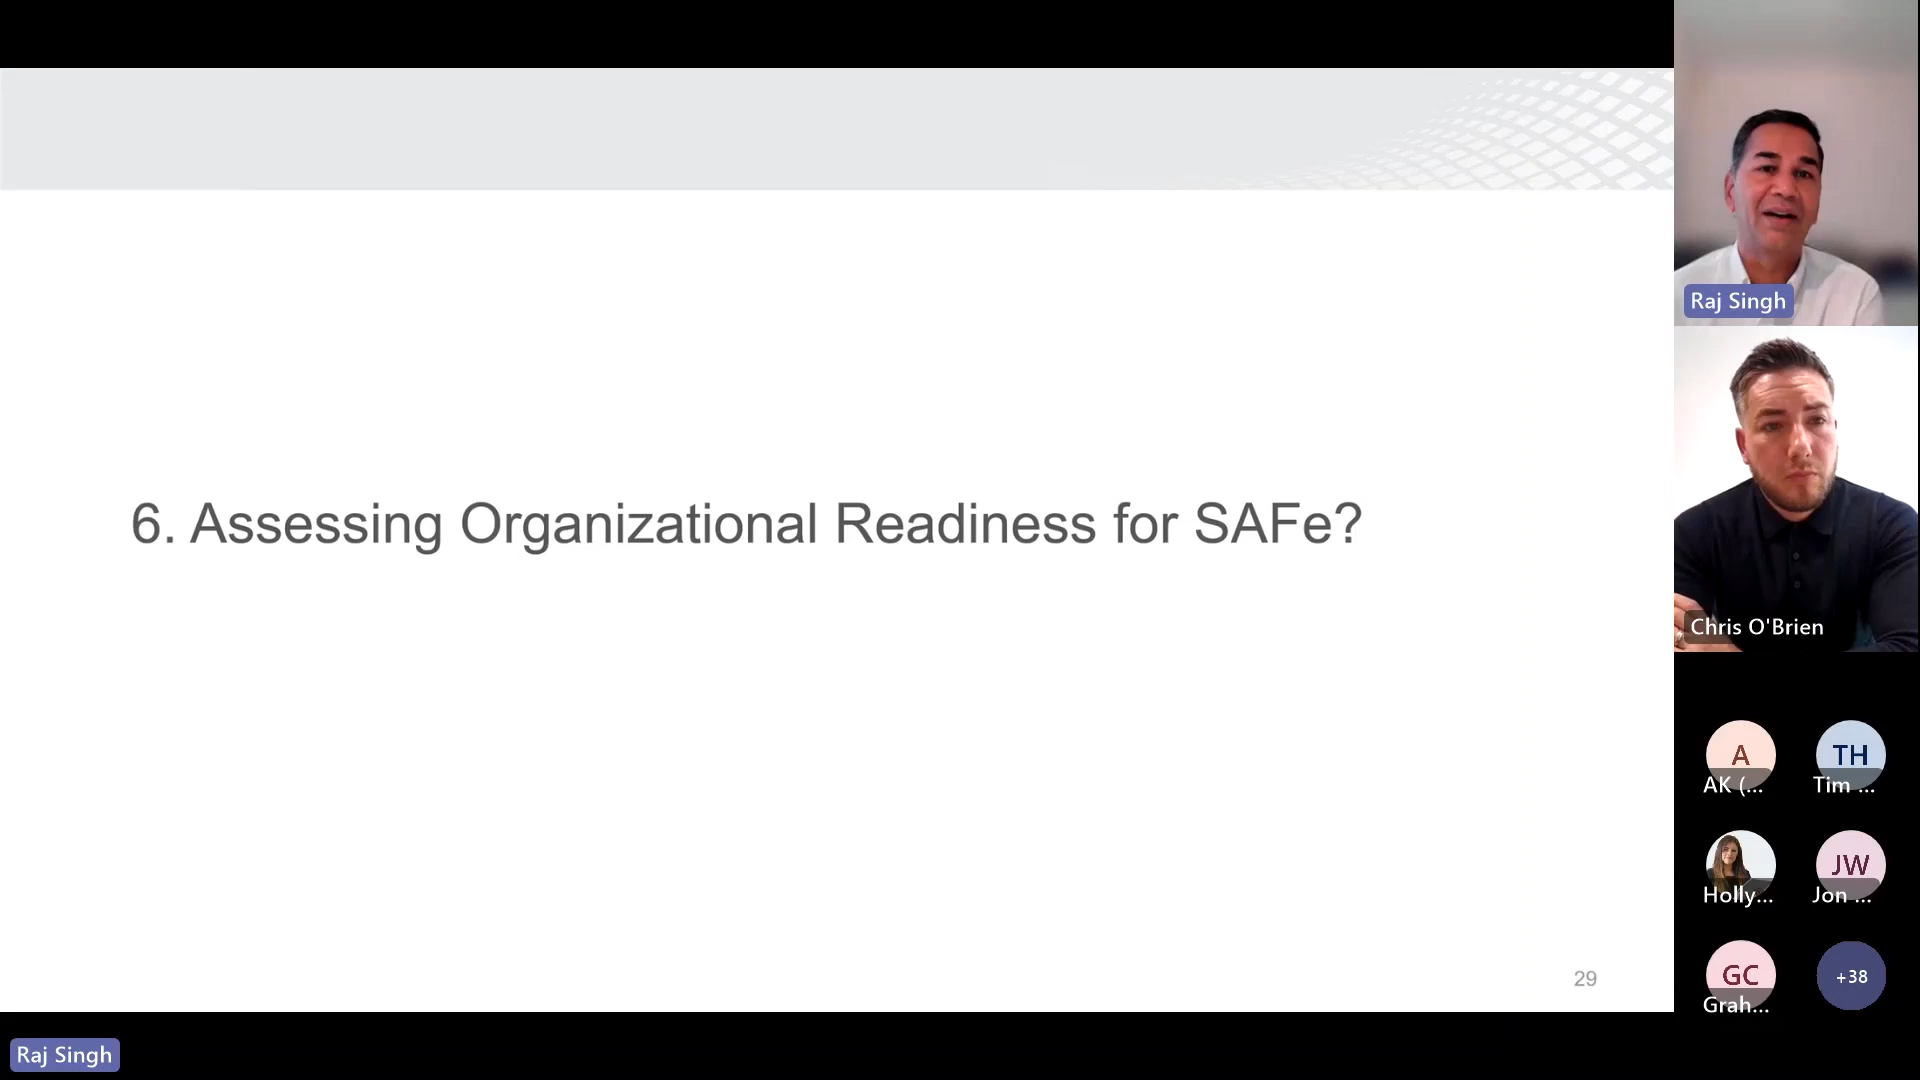 6. Assessing Organizational Readiness for SAFe?
29
Raj Singh
Raj Singh
Chris O'Brien
A
AK (...
TH
Tim ...
Holly...
JW
Jon ...
GC
Grah...
+38